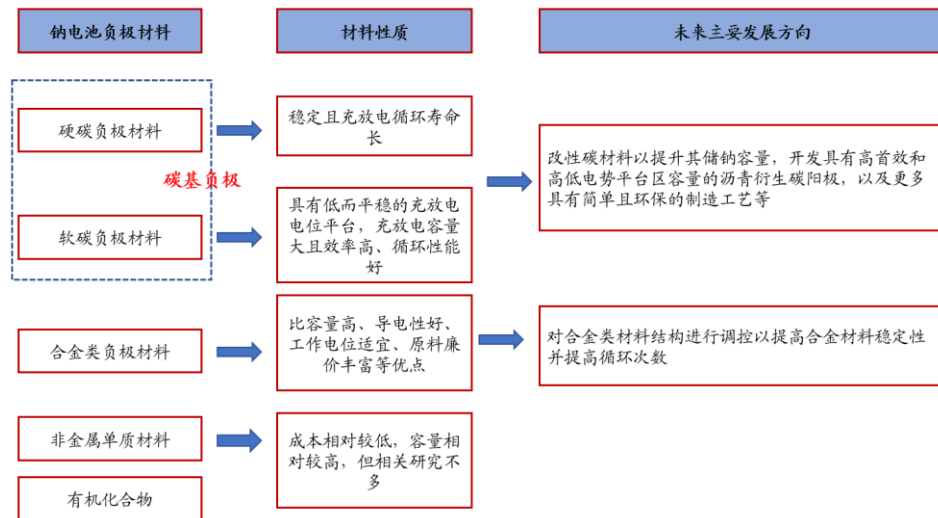 钠电池负极材料
材料性质
未来主要发展方向
硬碳负极材料
稳定且充放电循环寿命
长
碳基负极
软碳负极材料
具有低而平稳的充放电
电位平台，充放电容量
大且效率高、循环性能
好
改性碳材料以提升其储钠容量，开发具有高首效和
高低电势平台区容量的沥青衍生碳阳极，以及更多
具有简单且环保的制造工艺等
合金类负极材料
比容量高、导电性好、
工作电位适宜、原料廉
价丰富等优点
对合金类材料结构进行调控以提高合金材料稳定性
并提高循环次数
非金属单质材料
成本相对较低，容量相
对较高，但相关研究不
多
有机化合物